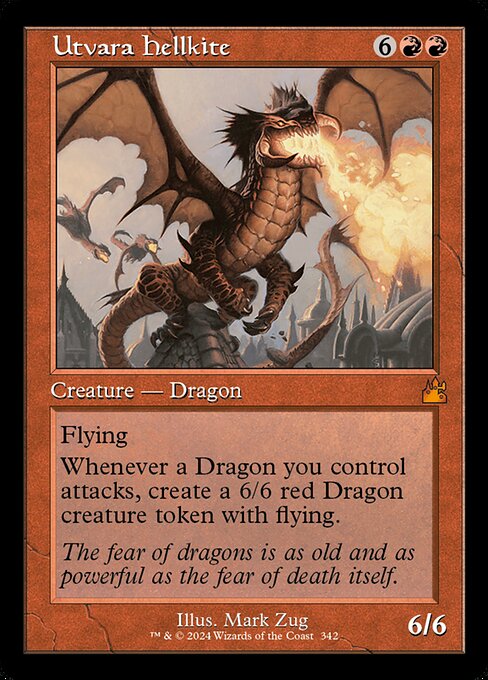 Utvara Hellkite 6
Creature — Dragon
Flying
Whenever a Dragon you control
attacks, create a 6/6 red Dragon
creature token with flying.
The fear of dragons is as old and as
powerful as the fear of death itself.
Illus. Mark Zug
™ & © 2024 Wizards of the Coast 342
6/6